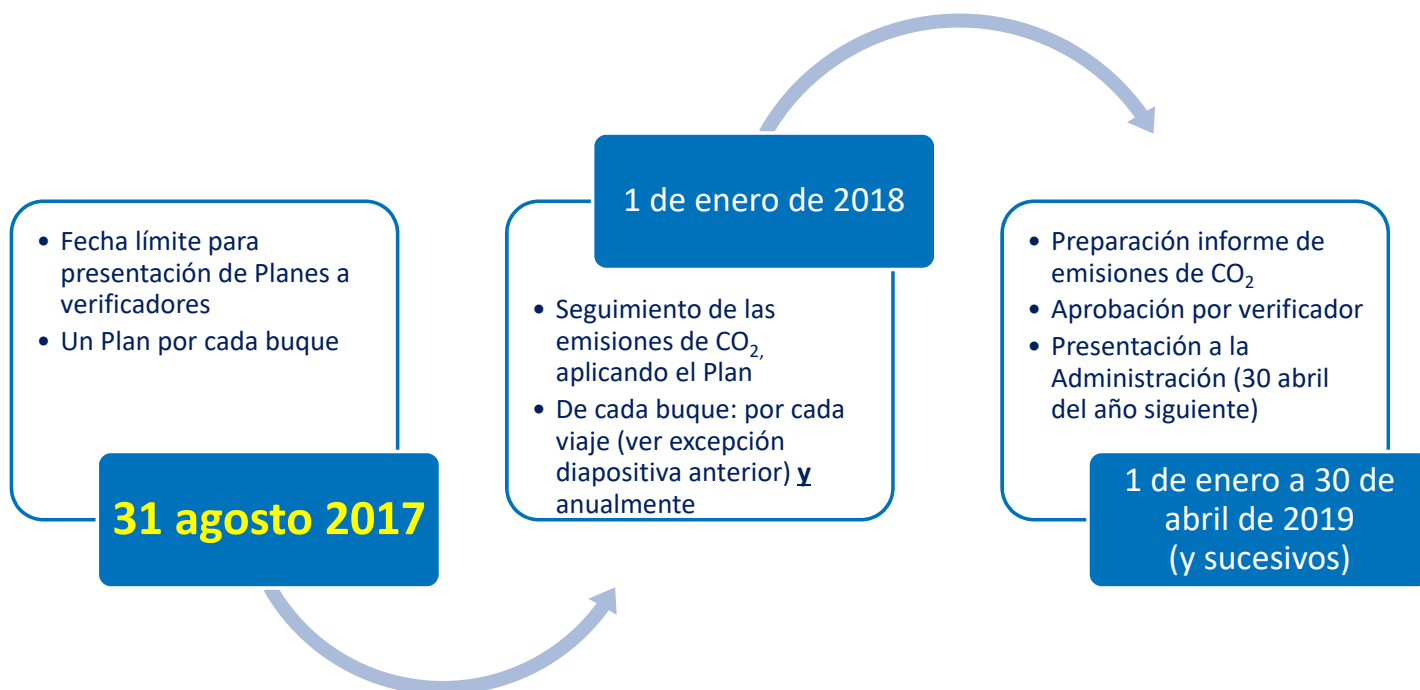 • Fecha límite para
presentación de Planes a
verificadores
• Un Plan por cada buque
31 agosto 2017
1 de enero de 2018
• Seguimiento de las
emisiones de CO2,
aplicando el Plan
• De cada buque: por cada
viaje (ver excepción
diapositiva anterior) y
anualmente
• Preparación informe de
emisiones de CO2
• Aprobación por verificador
• Presentación a la
Administración (30 abril
del año siguiente)
1 de enero a 30 de
abril de 2019
(y sucesivos)